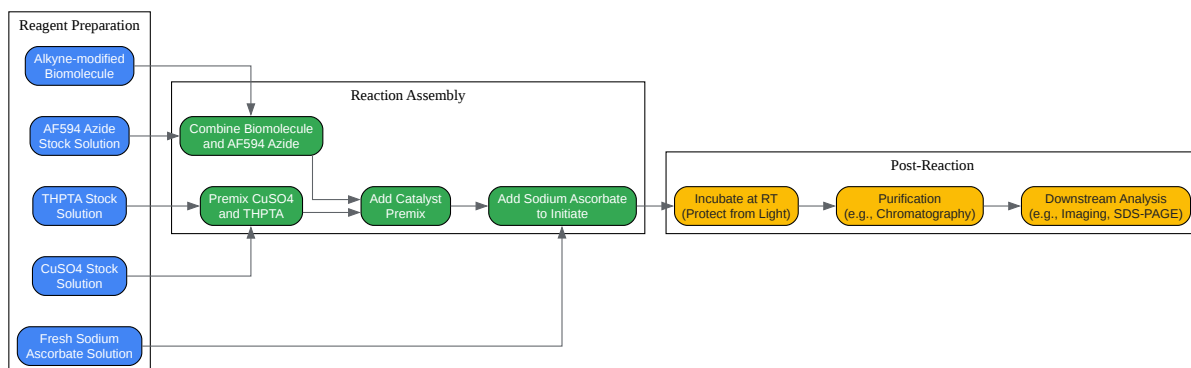 Reagent Preparation
Alkyne-modified
Biomolecule
AF594 Azide
Stock Solution
THPTA Stock
Solution
CuSO4 Stock
Solution
Fresh Sodium
Ascorbate Solution
Reaction Assembly
Combine Biomolecule
and AF594 Azide
Premix CuSO4
and THPTA
Add Catalyst
Premix
Add Sodium Ascorbate
to Initiate
Post-Reaction
Incubate at RT
(Protect from Light)
Purification
(e.g., Chromatography)
Downstream Analysis
(e.g., Imaging, SDS-PAGE)